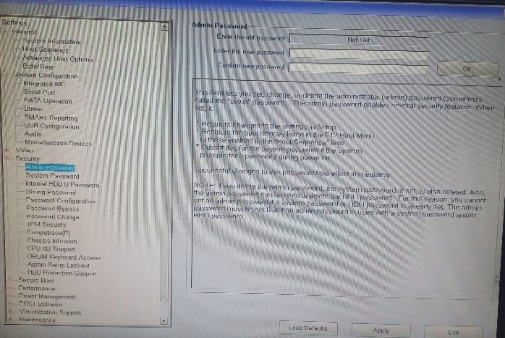 Settings
General
System Information
Boot Sequence
Advanced Boot Options
Date/Time
System Configuration
Integrated NIC
Serial Port
SATA Operation
Drives
SMART Reporting
USB Configuration
Audio
Miscellaneous Devices
Video
Security
Admin Password
System Password
Internal HDD 0 Password
Strong Password
Password Configuration
Password Bypass
Password Change
TPM Security
Computrace(R)
Chassis Intrusion
CPU XD Support
OROM Keyboard Access
Admin Setup Lockout
HDD Protection Support
Secure Boot
Performance
Power Management
POST Behavior
Virtualization Support
Maintenance
Admin Password
Enter the old password:
Not Set
Enter the new password:
Confirm new password:
OK
This field lets you set, change, or delete the administrator (admin) password (sometimes
called the "setup" password). The admin password enables several security features. When
* Restricts changes to the settings in Setup
* Restricts the boot devices listed in the F12 Boot Menu
to those enabled in the "Boot Sequence" field
* Substitutes for the system password if the system
prompts for a password during power on
Successful changes to this password take effect immediately.
NOTE: If you delete the admin password, the system password, if set, is also deleted. Also,
the admin password can be used to delete the HDD password. For this reason, you cannot
set an admin password if a system password or HDD password is already set. The admin
password must be set first if an admin password is used with a system password and/or
HDD password.
Load Defaults
Apply
Exit